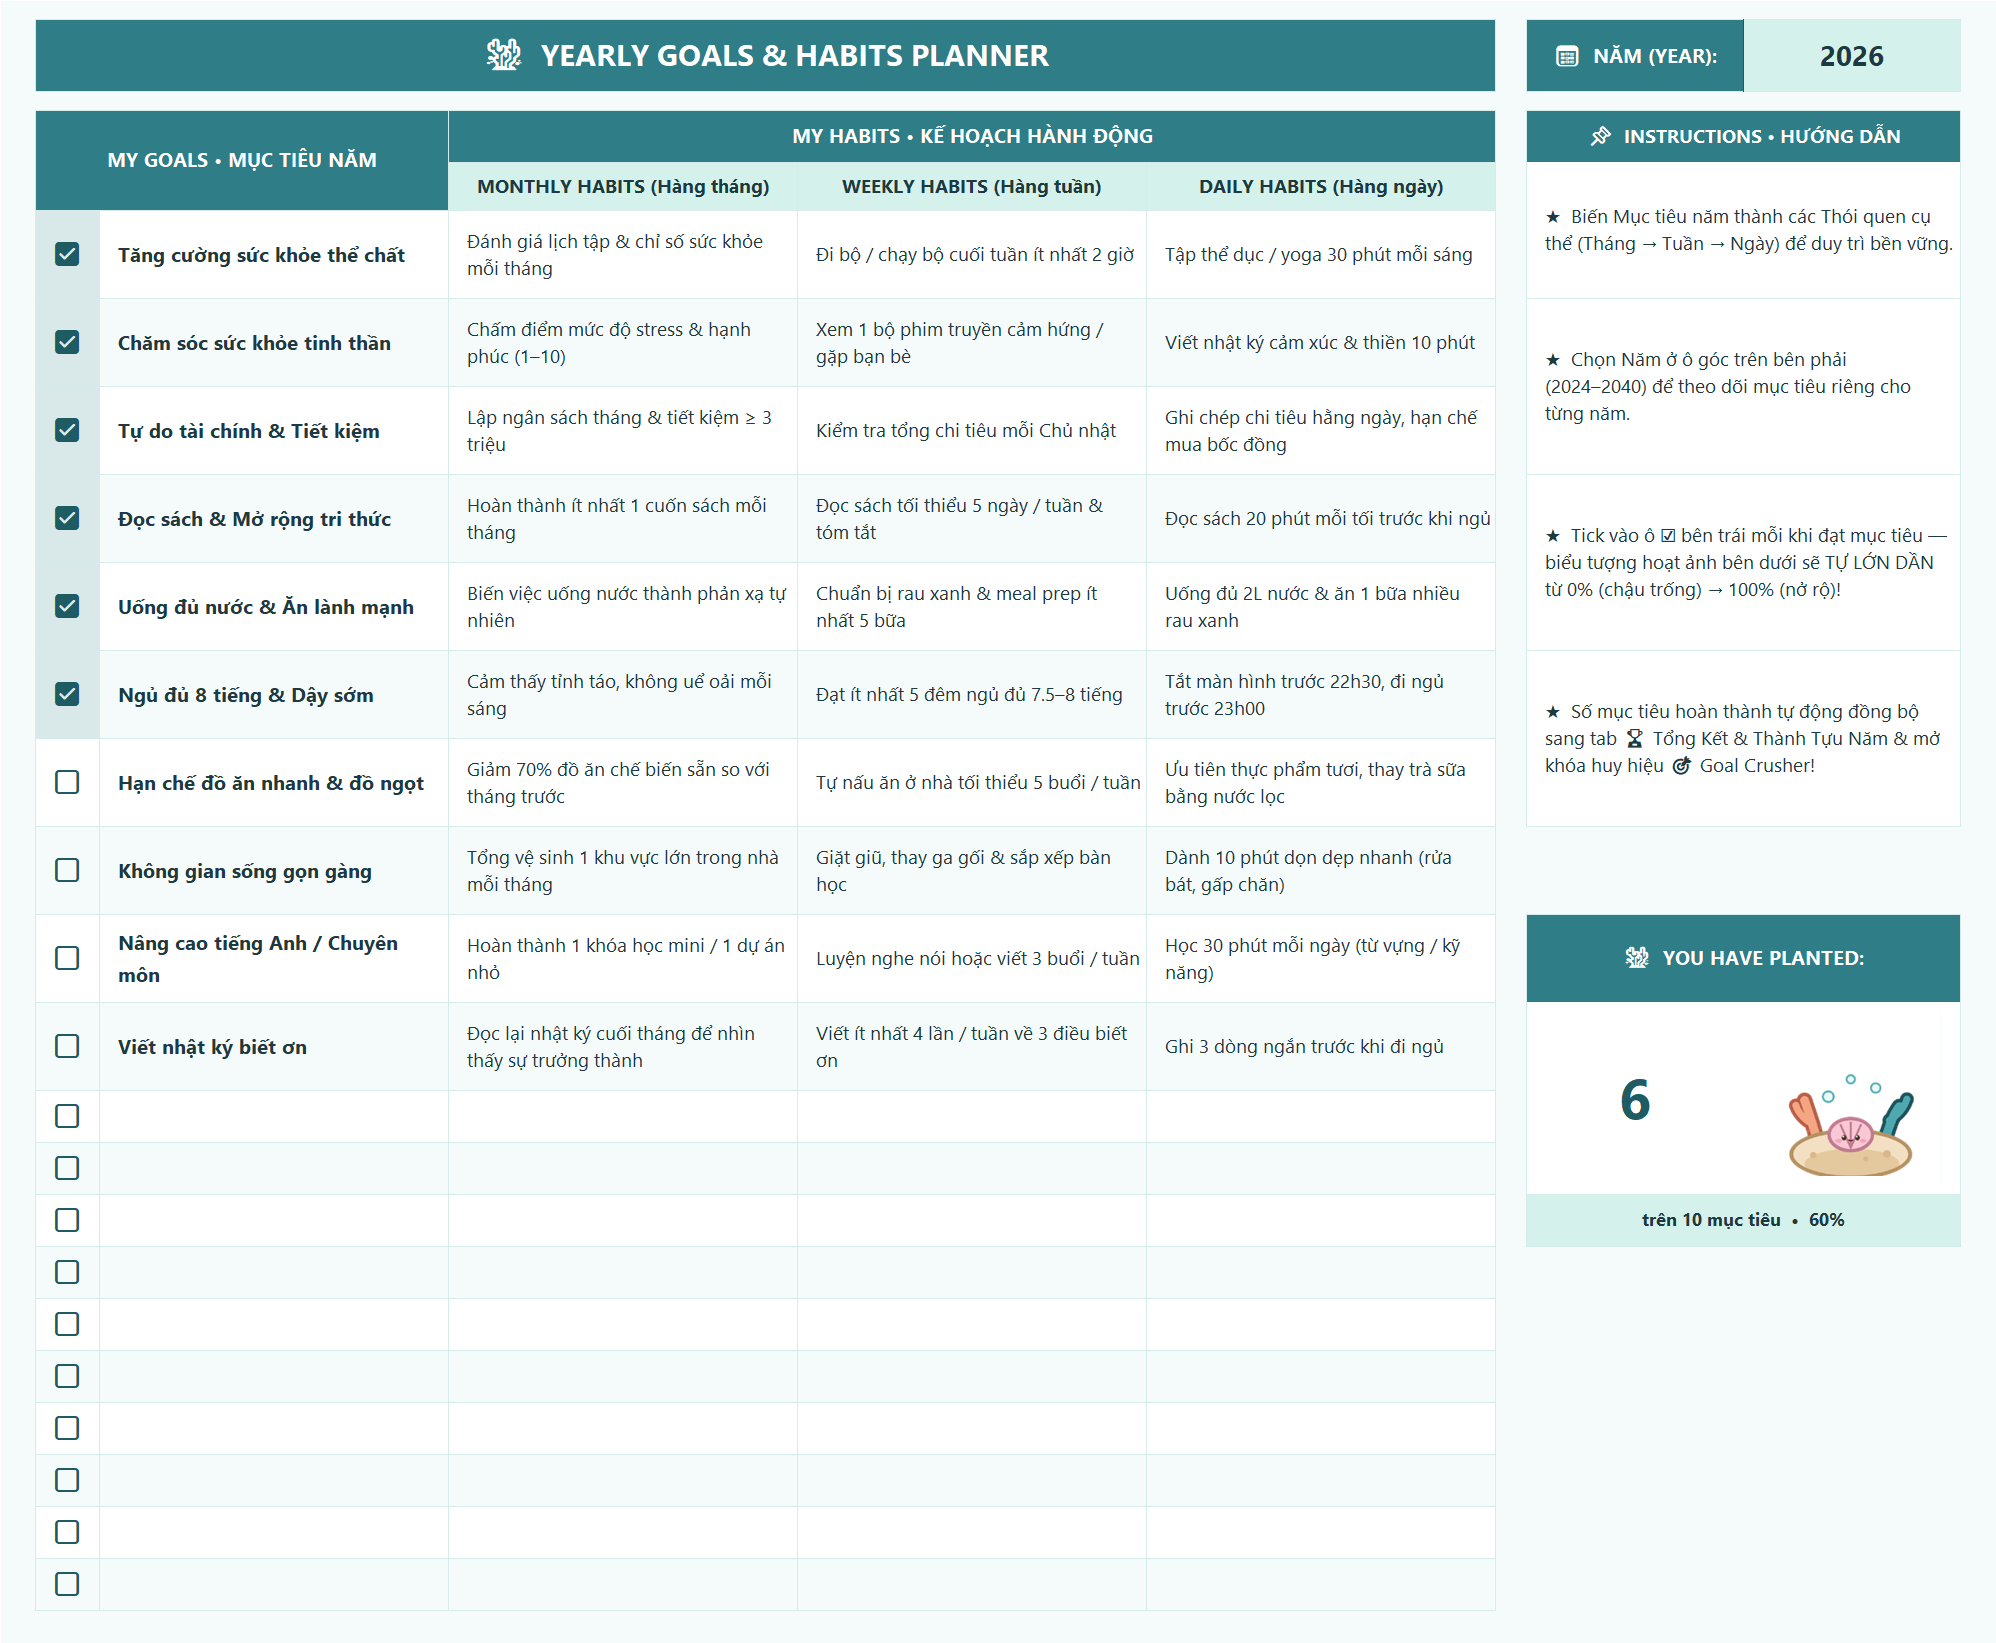 YEARLY GOALS & HABITS PLANNER
NĂM (YEAR):
2026
MY GOALS • MỤC TIÊU NĂM
MY HABITS • KẾ HOẠCH HÀNH ĐỘNG
MONTHLY HABITS (Hàng tháng)
WEEKLY HABITS (Hàng tuần)
DAILY HABITS (Hàng ngày)
Tăng cường sức khỏe thể chất
Đánh giá lịch tập & chỉ số sức khỏe
mỗi tháng
Đi bộ / chạy bộ cuối tuần ít nhất 2 giờ
Tập thể dục / yoga 30 phút mỗi sáng
Chăm sóc sức khỏe tinh thần
Chấm điểm mức độ stress & hạnh
phúc (1–10)
Xem 1 bộ phim truyền cảm hứng /
gặp bạn bè
Viết nhật ký cảm xúc & thiền 10 phút
Tự do tài chính & Tiết kiệm
Lập ngân sách tháng & tiết kiệm ≥ 3
triệu
Kiểm tra tổng chi tiêu mỗi Chủ nhật
Ghi chép chi tiêu hằng ngày, hạn chế
mua bốc đồng
Đọc sách & Mở rộng tri thức
Hoàn thành ít nhất 1 cuốn sách mỗi
tháng
Đọc sách tối thiểu 5 ngày / tuần &
tóm tắt
Đọc sách 20 phút mỗi tối trước khi ngủ
Uống đủ nước & Ăn lành mạnh
Biến việc uống nước thành phản xạ tự
nhiên
Chuẩn bị rau xanh & meal prep ít
nhất 5 bữa
Uống đủ 2L nước & ăn 1 bữa nhiều
rau xanh
Ngủ đủ 8 tiếng & Dậy sớm
Cảm thấy tỉnh táo, không uể oải mỗi
sáng
Đạt ít nhất 5 đêm ngủ đủ 7.5–8 tiếng
Tắt màn hình trước 22h30, đi ngủ
trước 23h00
Hạn chế đồ ăn nhanh & đồ ngọt
Giảm 70% đồ ăn chế biến sẵn so với
tháng trước
Tự nấu ăn ở nhà tối thiểu 5 buổi / tuần
Ưu tiên thực phẩm tươi, thay trà sữa
bằng nước lọc
Không gian sống gọn gàng
Tổng vệ sinh 1 khu vực lớn trong nhà
mỗi tháng
Giặt giũ, thay ga gối & sắp xếp bàn
học
Dành 10 phút dọn dẹp nhanh (rửa
bát, gấp chăn)
Nâng cao tiếng Anh / Chuyên
môn
Hoàn thành 1 khóa học mini / 1 dự án
nhỏ
Luyện nghe nói hoặc viết 3 buổi / tuần
Học 30 phút mỗi ngày (từ vựng / kỹ
năng)
Viết nhật ký biết ơn
Đọc lại nhật ký cuối tháng để nhìn
thấy sự trưởng thành
Viết ít nhất 4 lần / tuần về 3 điều biết
ơn
Ghi 3 dòng ngắn trước khi đi ngủ
INSTRUCTIONS • HƯỚNG DẪN
★ Biến Mục tiêu năm thành các Thói quen cụ
thể (Tháng → Tuần → Ngày) để duy trì bền vững.
★ Chọn Năm ở ô góc trên bên phải
(2024–2040) để theo dõi mục tiêu riêng cho
từng năm.
★ Tick vào ô ☑ bên trái mỗi khi đạt mục tiêu —
biểu tượng hoạt ảnh bên dưới sẽ TỰ LỚN DẦN
từ 0% (chậu trống) → 100% (nở rộ)!
★ Số mục tiêu hoàn thành tự động đồng bộ
sang tab 🏆 Tổng Kết & Thành Tựu Năm & mở
khóa huy hiệu 🎯 Goal Crusher!
YOU HAVE PLANTED:
6
trên 10 mục tiêu • 60%